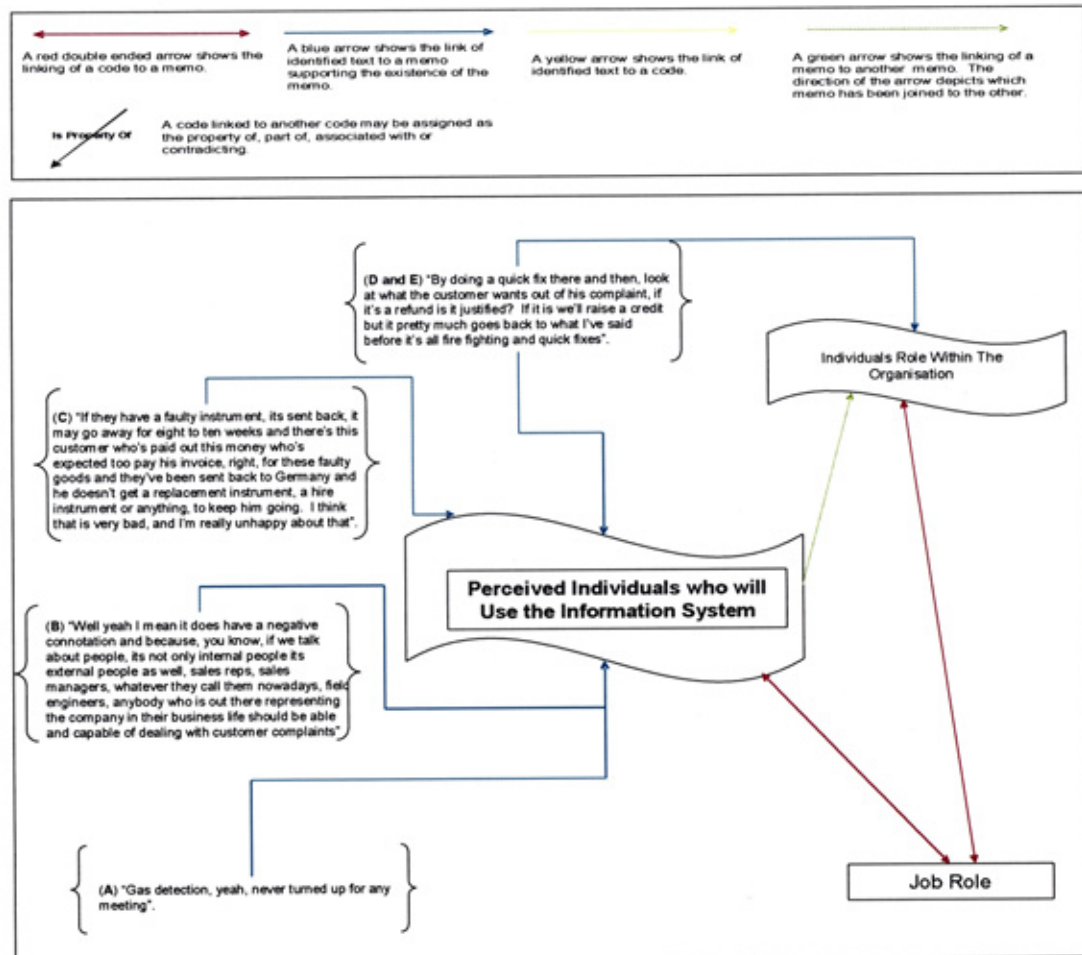 A red double ended arrow shows the
linking of a code to a memo.
A blue arrow shows the link of
identified text to a memo
supporting the existence of the
memo.
A yellow arrow shows the link of
identified text to a code.
A green arrow shows the linking of a
memo to another memo. The
direction of the arrow depicts which
memo has been joined to the other.
Is Property Of
A code linked to another code may be assigned as
the property of, part of, associated with or
contradicting.
(D and E) "By doing a quick fix there and then, look
at what the customer wants out of his complaint, if
it's a refund is it justified? If it is we'll raise a credit
but it pretty much goes back to what I've said
before it's all fire fighting and quick fixes".
Individuals Role Within The
Organisation
(C) "If they have a faulty instrument, its sent back, it
may go away for eight to ten weeks and there's this
customer who's paid out this money who's
expected too pay his invoice, right, for these faulty
goods and they've been sent back to Germany and
he doesn't get a replacement instrument, a hire
instrument or anything, to keep him going. I think
that is very bad, and I'm really unhappy about that".
Perceived Individuals who will
Use the Information System
(B) "Well yeah I mean it does have a negative
connotation and because, you know, if we talk
about people, its not only internal people its
external people as well, sales reps, sales
managers, whatever they call them nowadays, field
engineers, anybody who is out there representing
the company in their business life should be able
and capable of dealing with customer complaints"
(A) "Gas detection, yeah, never turned up for any
meeting".
Job Role